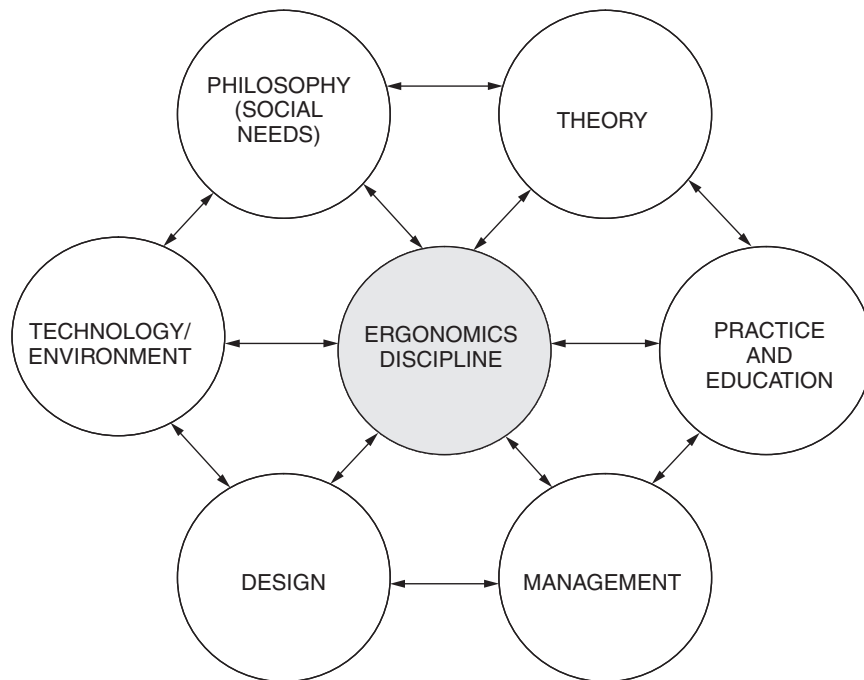 PHILOSOPHY
(SOCIAL
NEEDS)
THEORY
TECHNOLOGY/
ENVIRONMENT
ERGONOMICS
DISCIPLINE
PRACTICE
AND
EDUCATION
DESIGN
MANAGEMENT